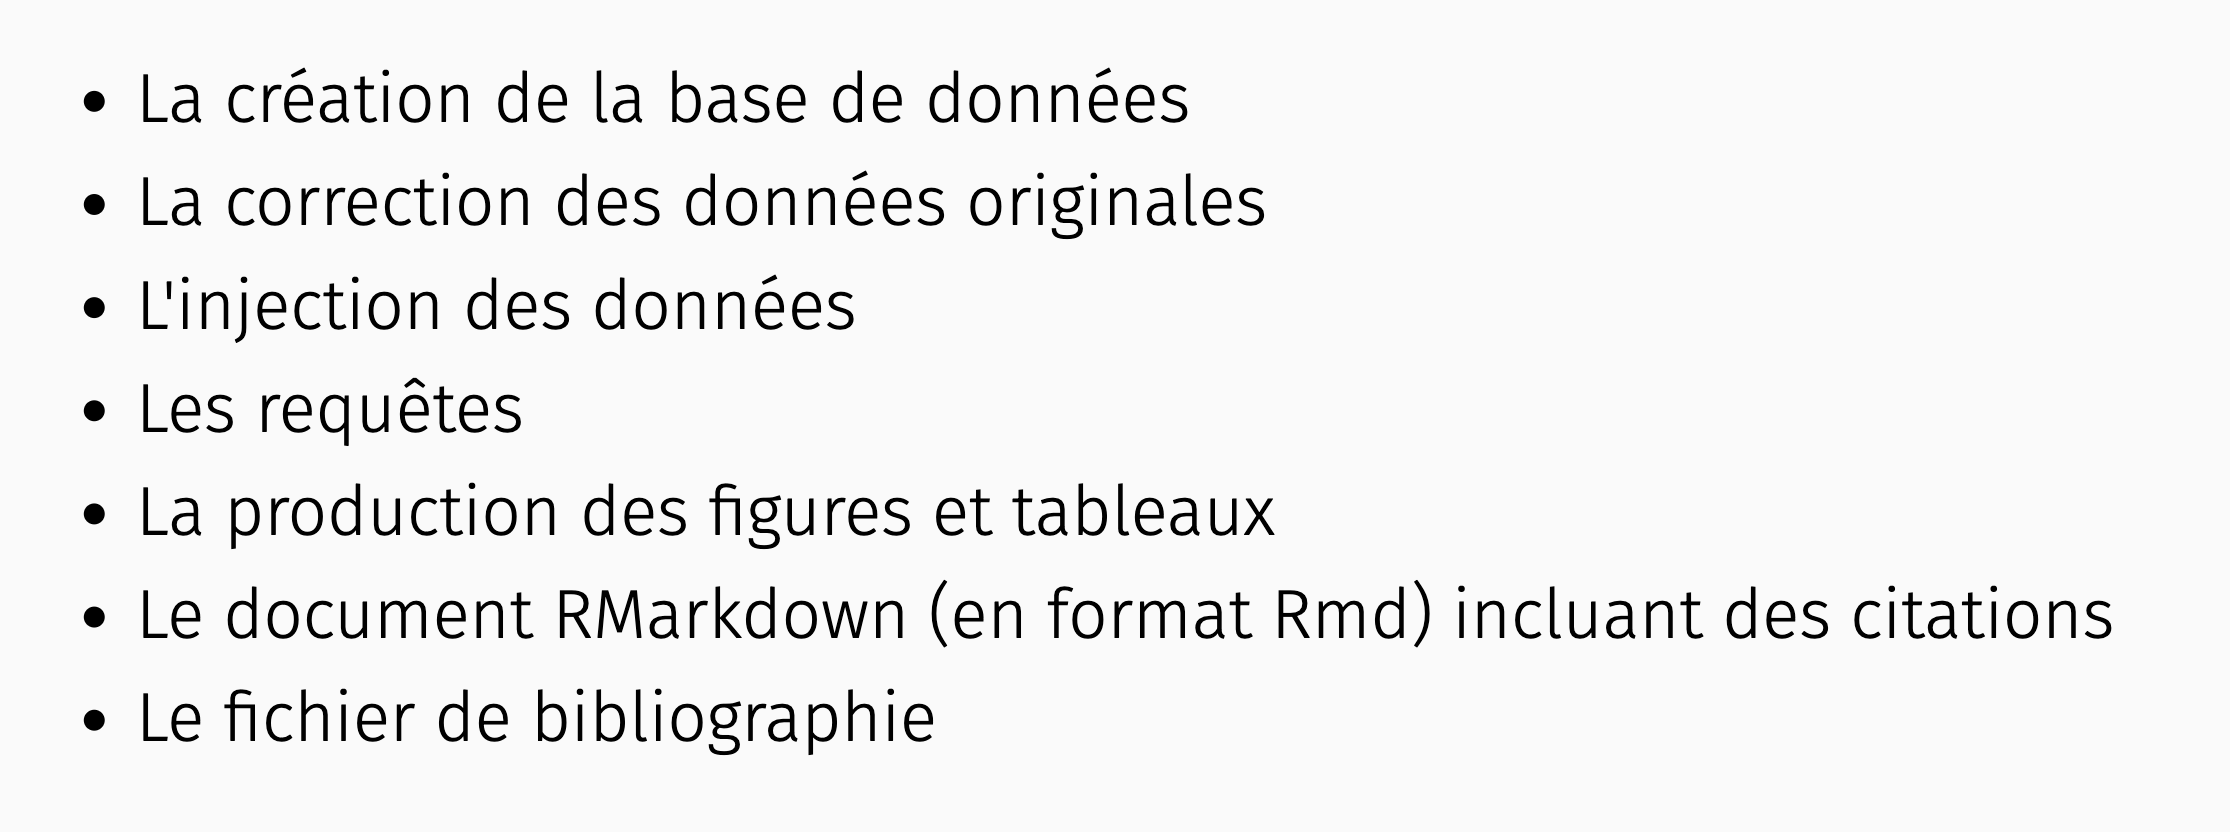 • La création de la base de données
• La correction des données originales
• L'injection des données
• Les requêtes
• La production des figures et tableaux
• Le document RMarkdown (en format Rmd) incluant des citations
• Le fichier de bibliographie